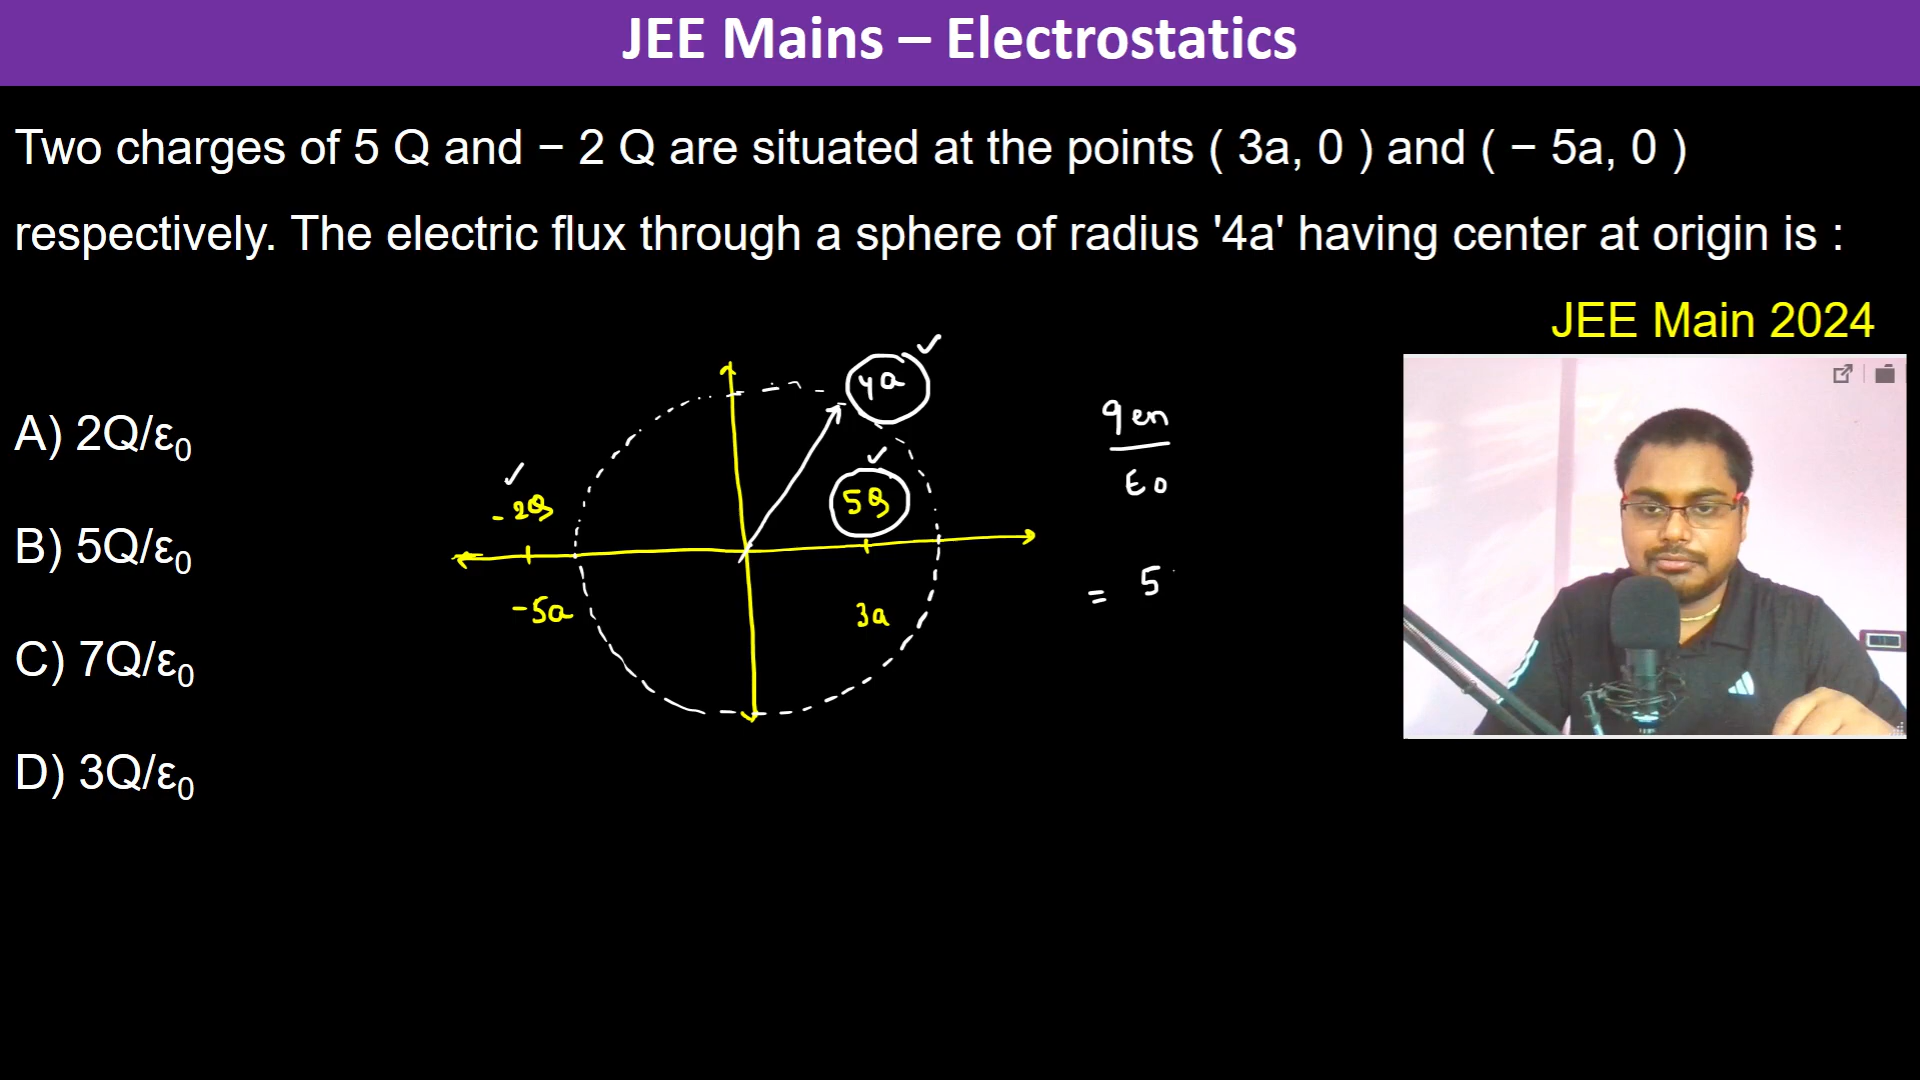 JEE Mains – Electrostatics
Two charges of 5 Q and − 2 Q are situated at the points ( 3a, 0 ) and ( − 5a, 0 )
respectively. The electric flux through a sphere of radius '4a' having center at origin is :
JEE Main 2024
A) 2Q/ε₀
B) 5Q/ε₀
C) 7Q/ε₀
D) 3Q/ε₀
4a
- 2Q
5Q
-5a
3a
q en
ε0
= 5